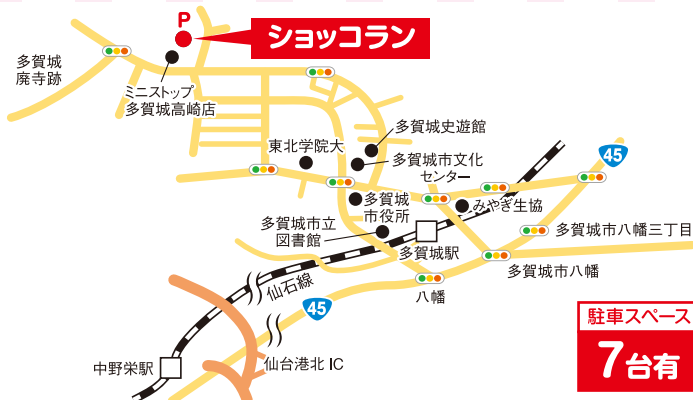 P
ショッコラン
多賀城
廃寺跡
ミニストップ
多賀城高崎店
多賀城史遊館
東北学院大
多賀城市文化
センター
45
多賀城
市役所
みやぎ生協
多賀城市立
図書館
多賀城駅
多賀城市八幡三丁目
多賀城市八幡
仙石線
八幡
45
中野栄駅
仙台港北 IC
駐車スペース
7台有